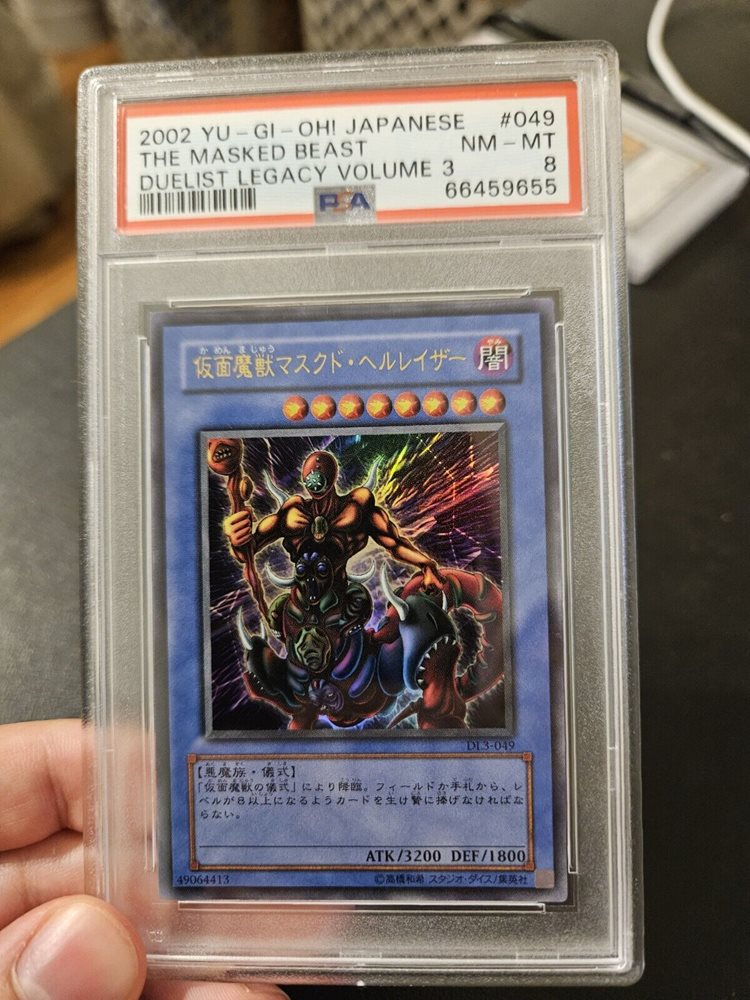 2002 YU-GI-OH! JAPANESE #049
THE MASKED BEAST NM-MT
DUELIST LEGACY VOLUME 3 8
PSA 66459655
仮面魔獣マスクド・ヘルレイザー 闇
DL3-049
【悪魔族・儀式】
「仮面魔獣の儀式」により降臨。フィールドか手札から、レ
ベルが8以上になるようカードを生け贄に捧げなければな
らない。
ATK/3200 DEF/1800
49064413 ©高橋和希 スタジオ・ダイス/集英社